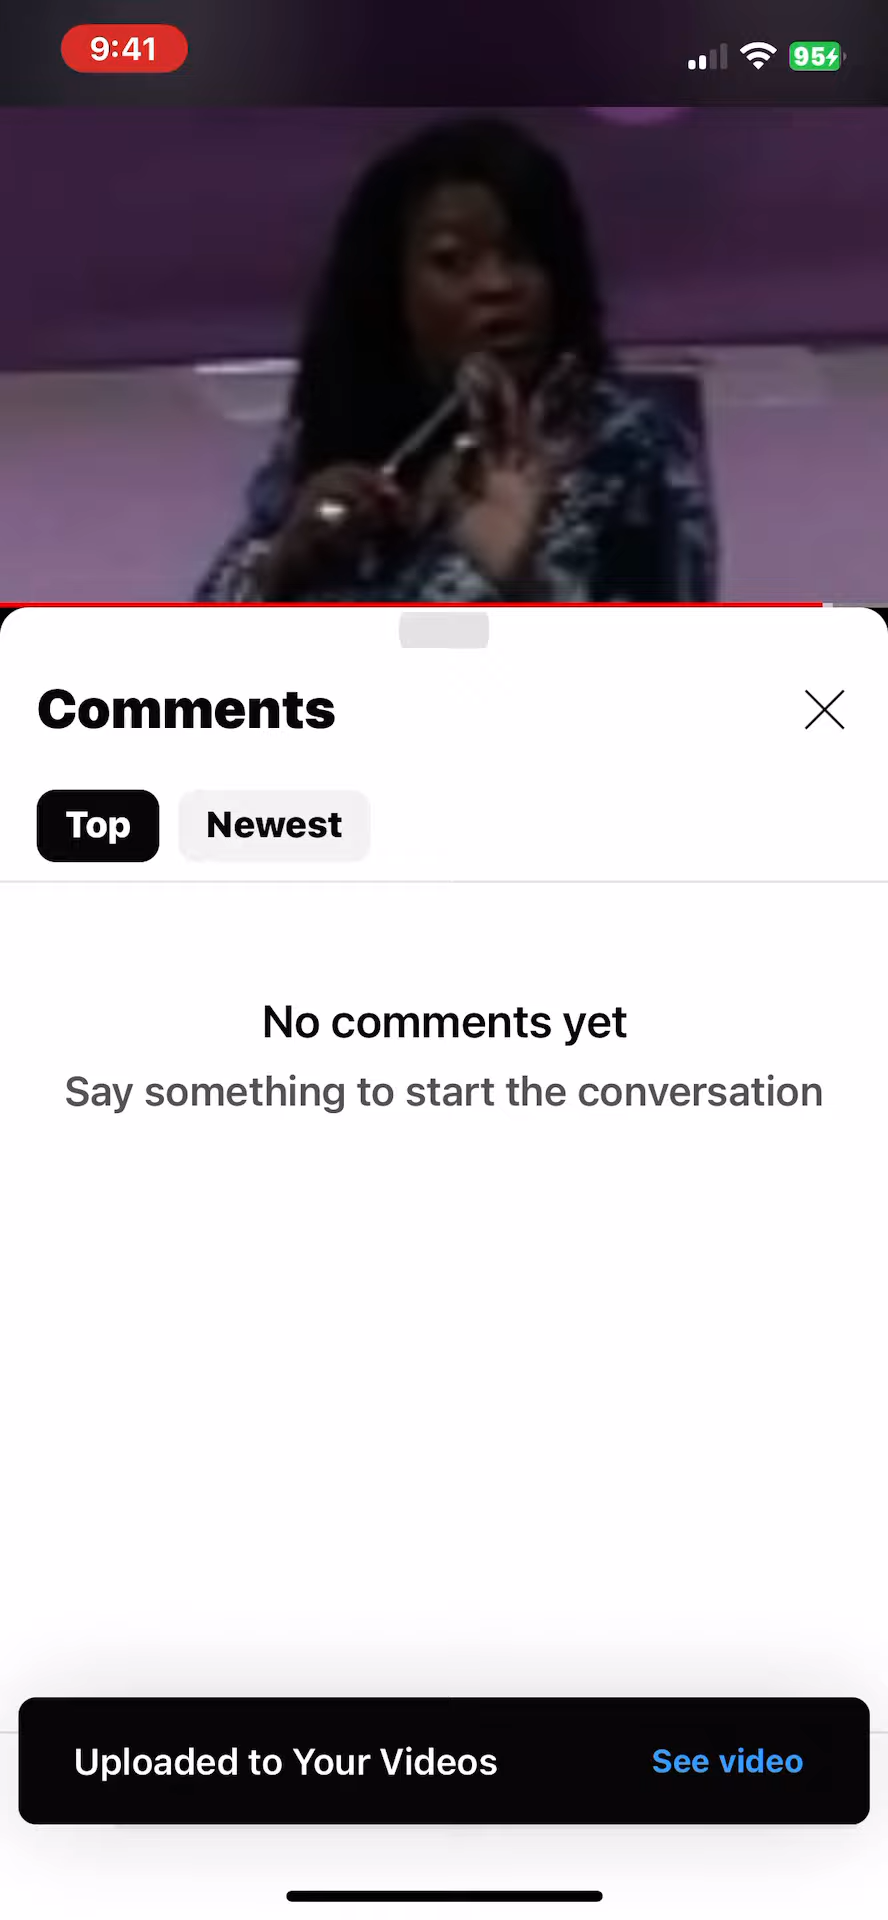 9:41
95
Comments
Top
Newest
No comments yet
Say something to start the conversation
Uploaded to Your Videos
See video